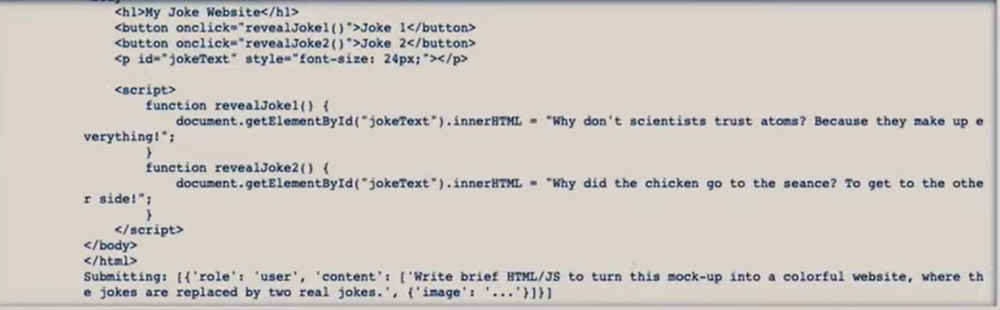 <h1>My Joke Website</h1>
<button onclick="revealJoke1()">Joke 1</button>
<button onclick="revealJoke2()">Joke 2</button>
<p id="jokeText" style="font-size: 24px;"></p>
<script>
function revealJoke1() {
document.getElementById("jokeText").innerHTML = "Why don't scientists trust atoms? Because they make up e
verything!";
}
function revealJoke2() {
document.getElementById("jokeText").innerHTML = "Why did the chicken go to the seance? To get to the othe
r side!";
}
</script>
</body>
</html>
Submitting: [{'role': 'user', 'content': ['Write brief HTML/JS to turn this mock-up into a colorful website, where th
e jokes are replaced by two real jokes.', {'image': '...'}]}]